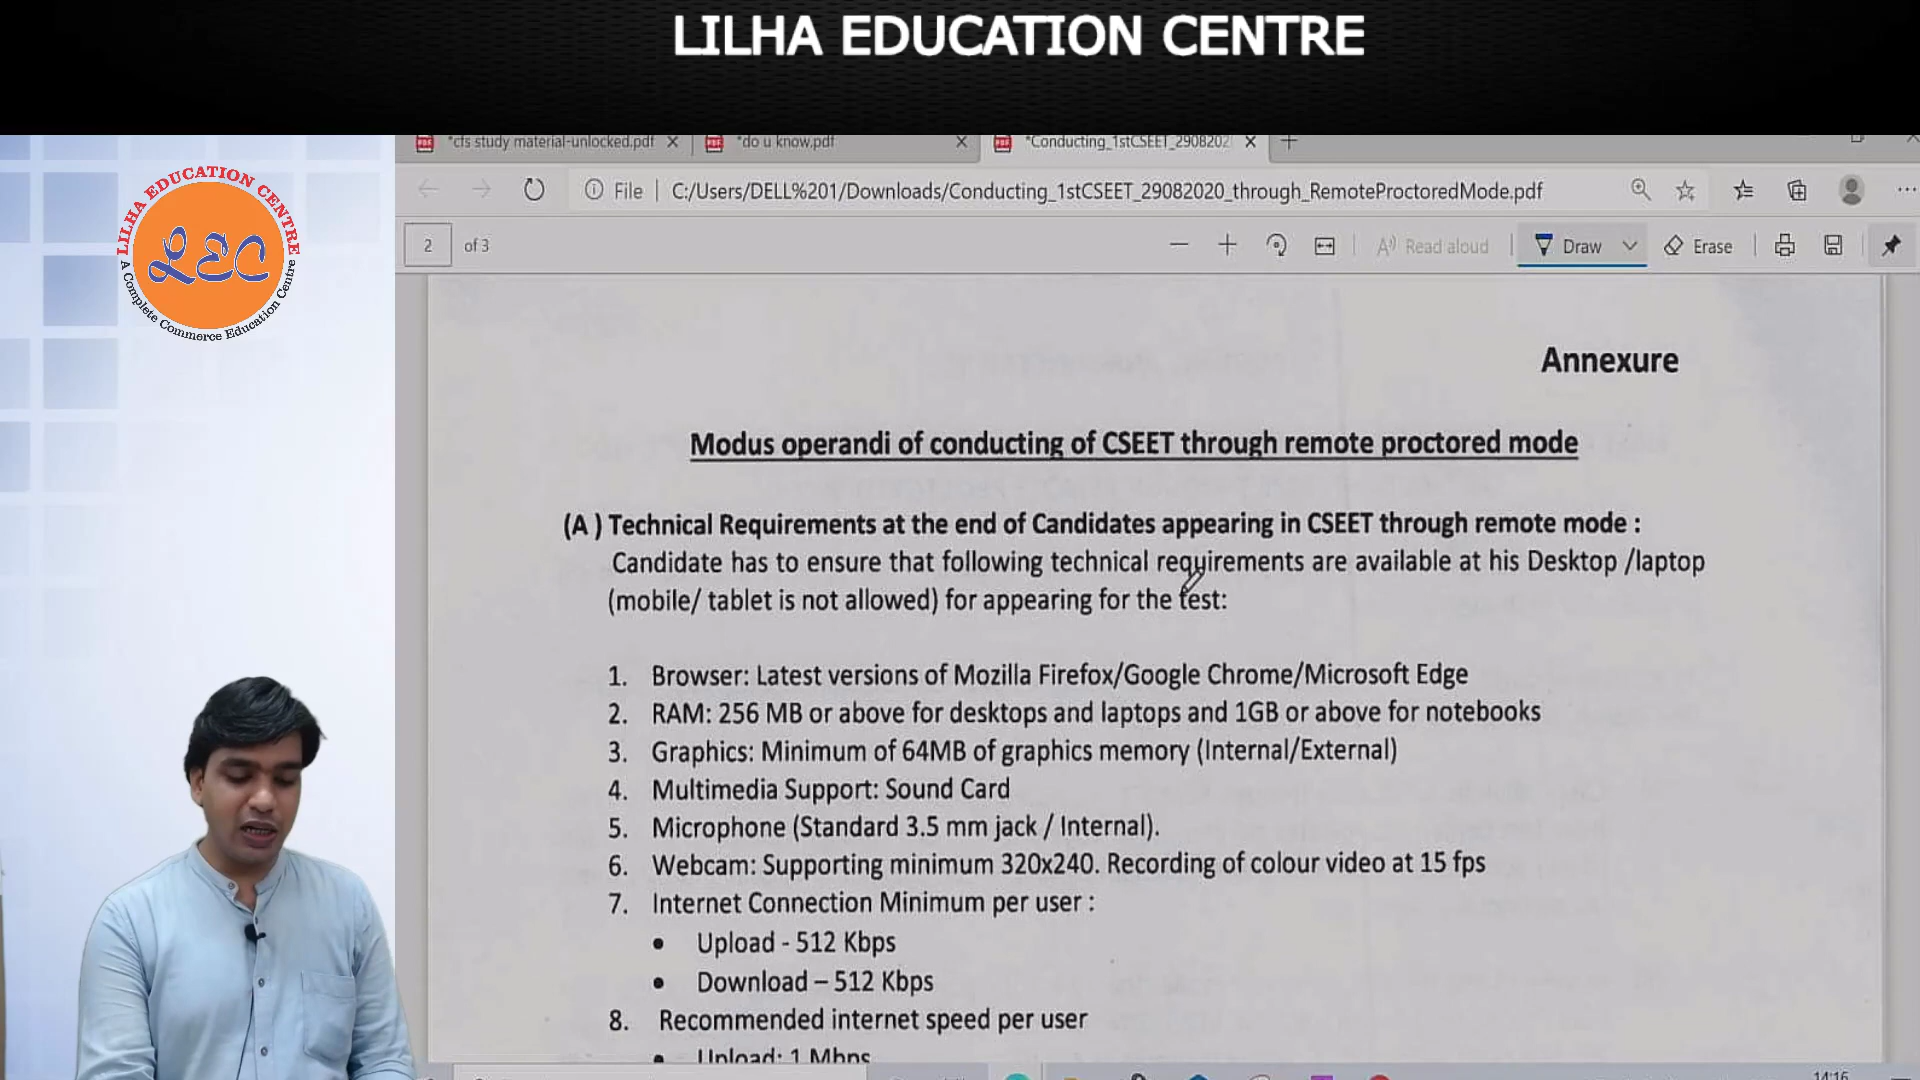 LILHA EDUCATION CENTRE
LILHA EDUCATION CENTRE
LEC
A Complete Commerce Education Centre
*cfs study material-unlocked.pdf
*do u know.pdf
*Conducting_1stCSEET_2908202
File
C:/Users/DELL%201/Downloads/Conducting_1stCSEET_29082020_through_RemoteProctoredMode.pdf
2 of 3
Read aloud
Draw
Erase
Annexure
Modus operandi of conducting of CSEET through remote proctored mode
(A ) Technical Requirements at the end of Candidates appearing in CSEET through remote mode :
Candidate has to ensure that following technical requirements are available at his Desktop /laptop
(mobile/ tablet is not allowed) for appearing for the test:
1. Browser: Latest versions of Mozilla Firefox/Google Chrome/Microsoft Edge
2. RAM: 256 MB or above for desktops and laptops and 1GB or above for notebooks
3. Graphics: Minimum of 64MB of graphics memory (Internal/External)
4. Multimedia Support: Sound Card
5. Microphone (Standard 3.5 mm jack / Internal).
6. Webcam: Supporting minimum 320x240. Recording of colour video at 15 fps
7. Internet Connection Minimum per user :
• Upload - 512 Kbps
• Download – 512 Kbps
8. Recommended internet speed per user
• Upload: 1 Mbps
14:16